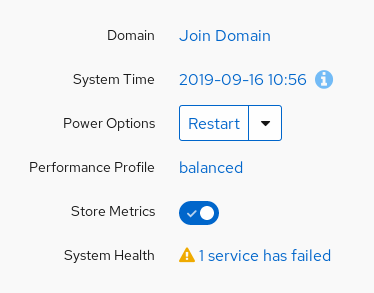 Domain Join Domain
System Time 2019-09-16 10:56
Power Options Restart
Performance Profile balanced
Store Metrics
System Health 1 service has failed